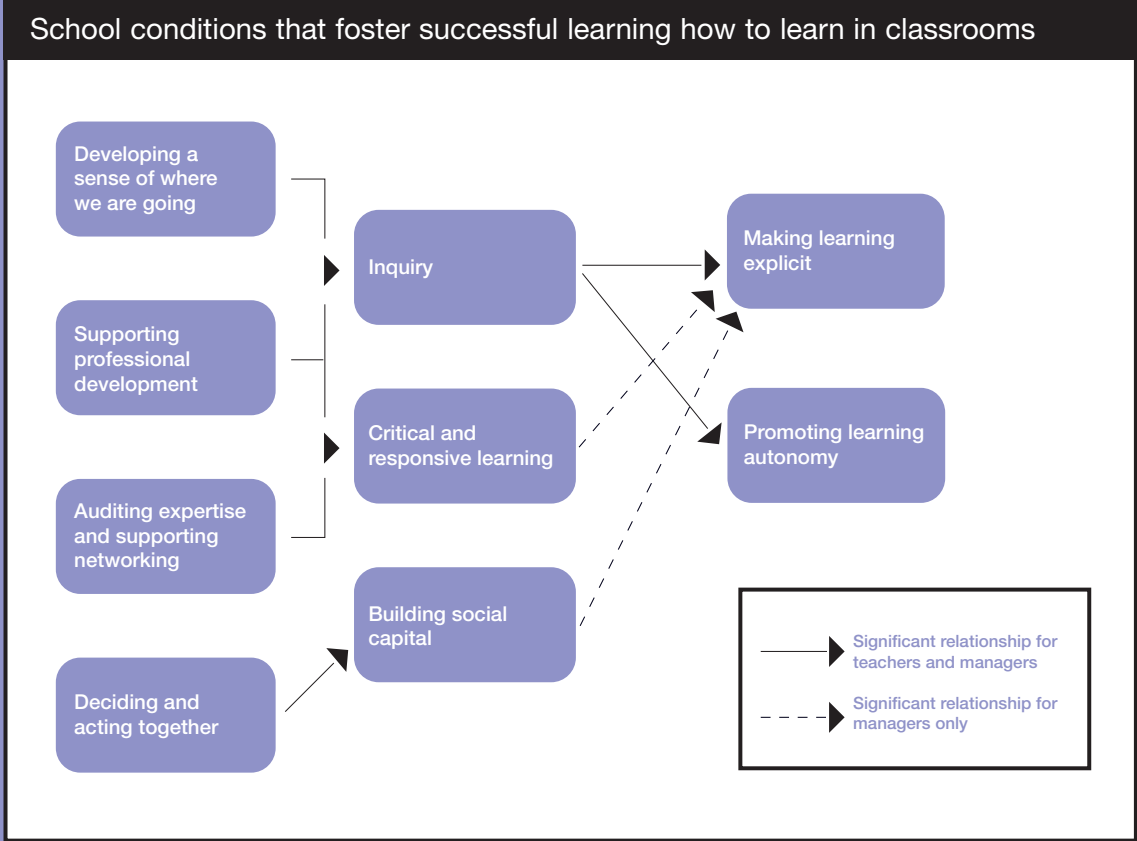 School conditions that foster successful learning how to learn in classrooms
Developing a
sense of where
we are going
Supporting
professional
development
Auditing expertise
and supporting
networking
Deciding and
acting together
Inquiry
Critical and
responsive learning
Building social
capital
Making learning
explicit
Promoting learning
autonomy
Significant relationship for
teachers and managers
Significant relationship for
managers only